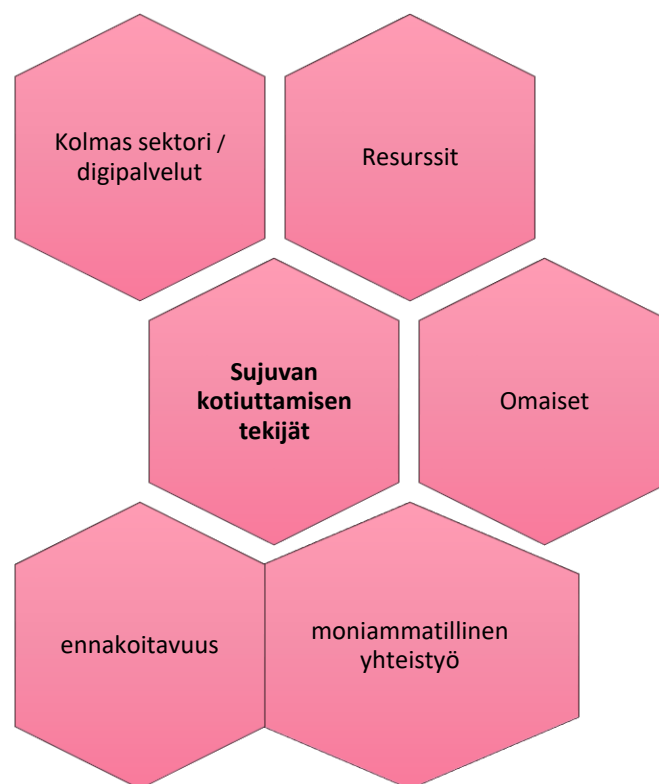 Kolmas sektori /
digipalvelut
Resurssit
Sujuvan
kotiuttamisen
tekijät
Omaiset
ennakoitavuus
moniammatillinen
yhteistyö